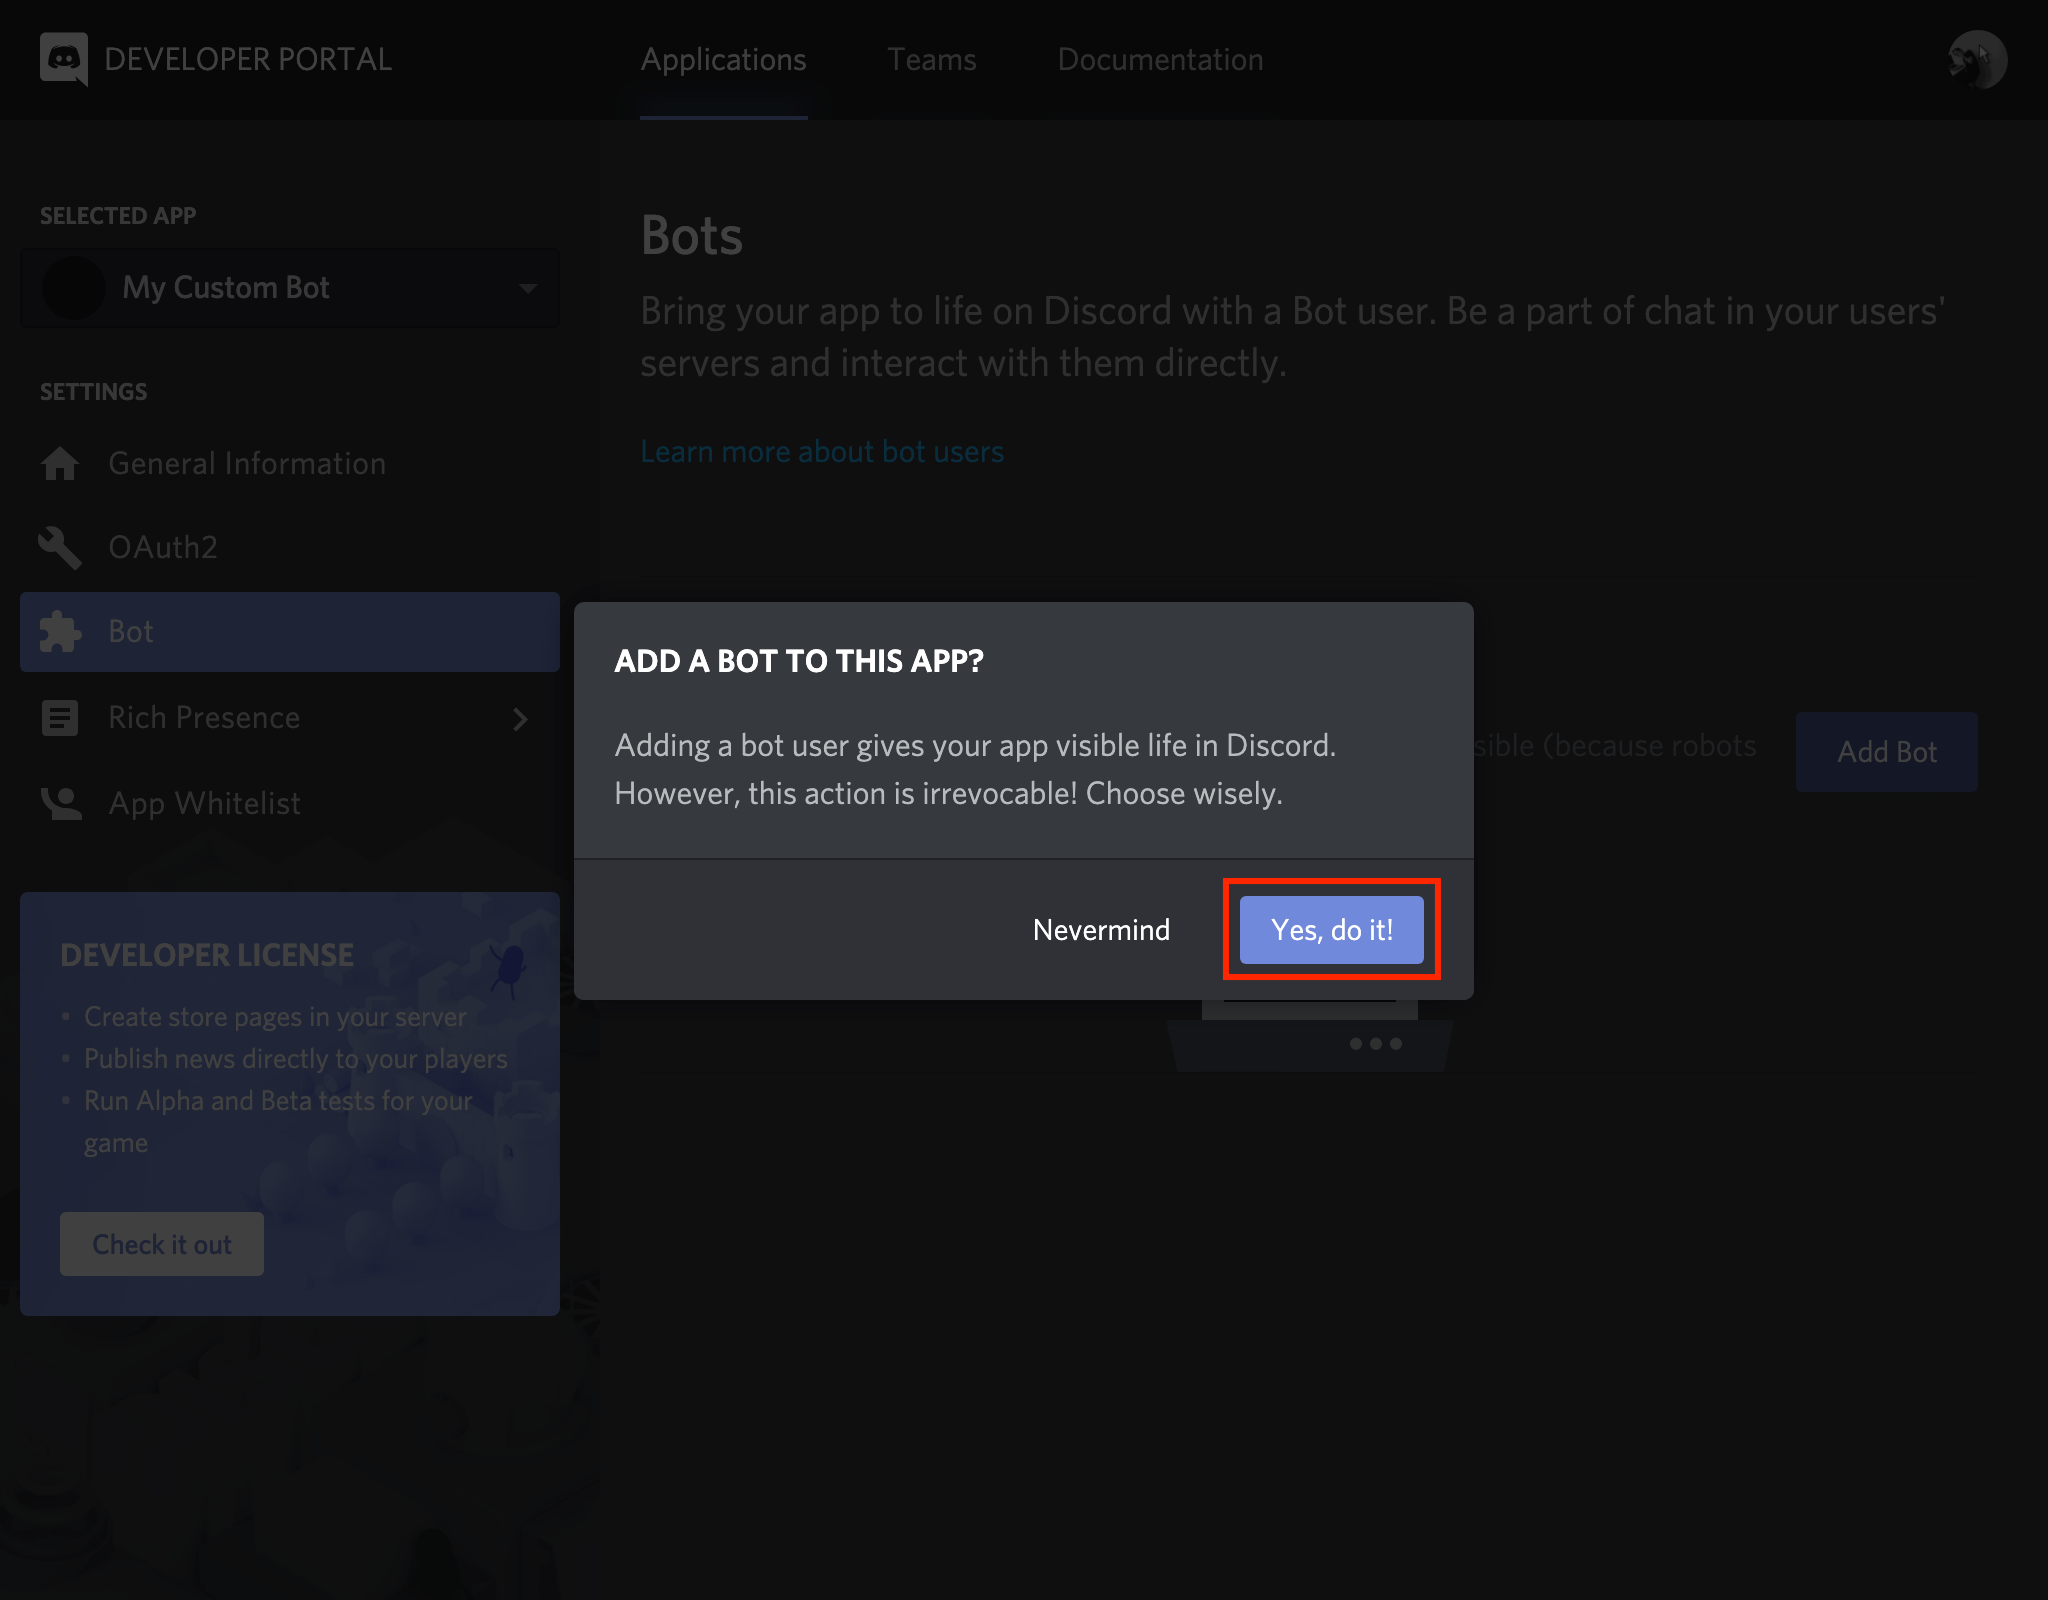 DEVELOPER PORTAL
Applications
Teams
Documentation
SELECTED APP
My Custom Bot
SETTINGS
General Information
OAuth2
Bot
Rich Presence
App Whitelist
DEVELOPER LICENSE
• Create store pages in your server
• Publish news directly to your players
• Run Alpha and Beta tests for your
game
Check it out
Bots
Bring your app to life on Discord with a Bot user. Be a part of chat in your users'
servers and interact with them directly.
Learn more about bot users
sible (because robots
Add Bot
ADD A BOT TO THIS APP?
Adding a bot user gives your app visible life in Discord.
However, this action is irrevocable! Choose wisely.
Nevermind
Yes, do it!